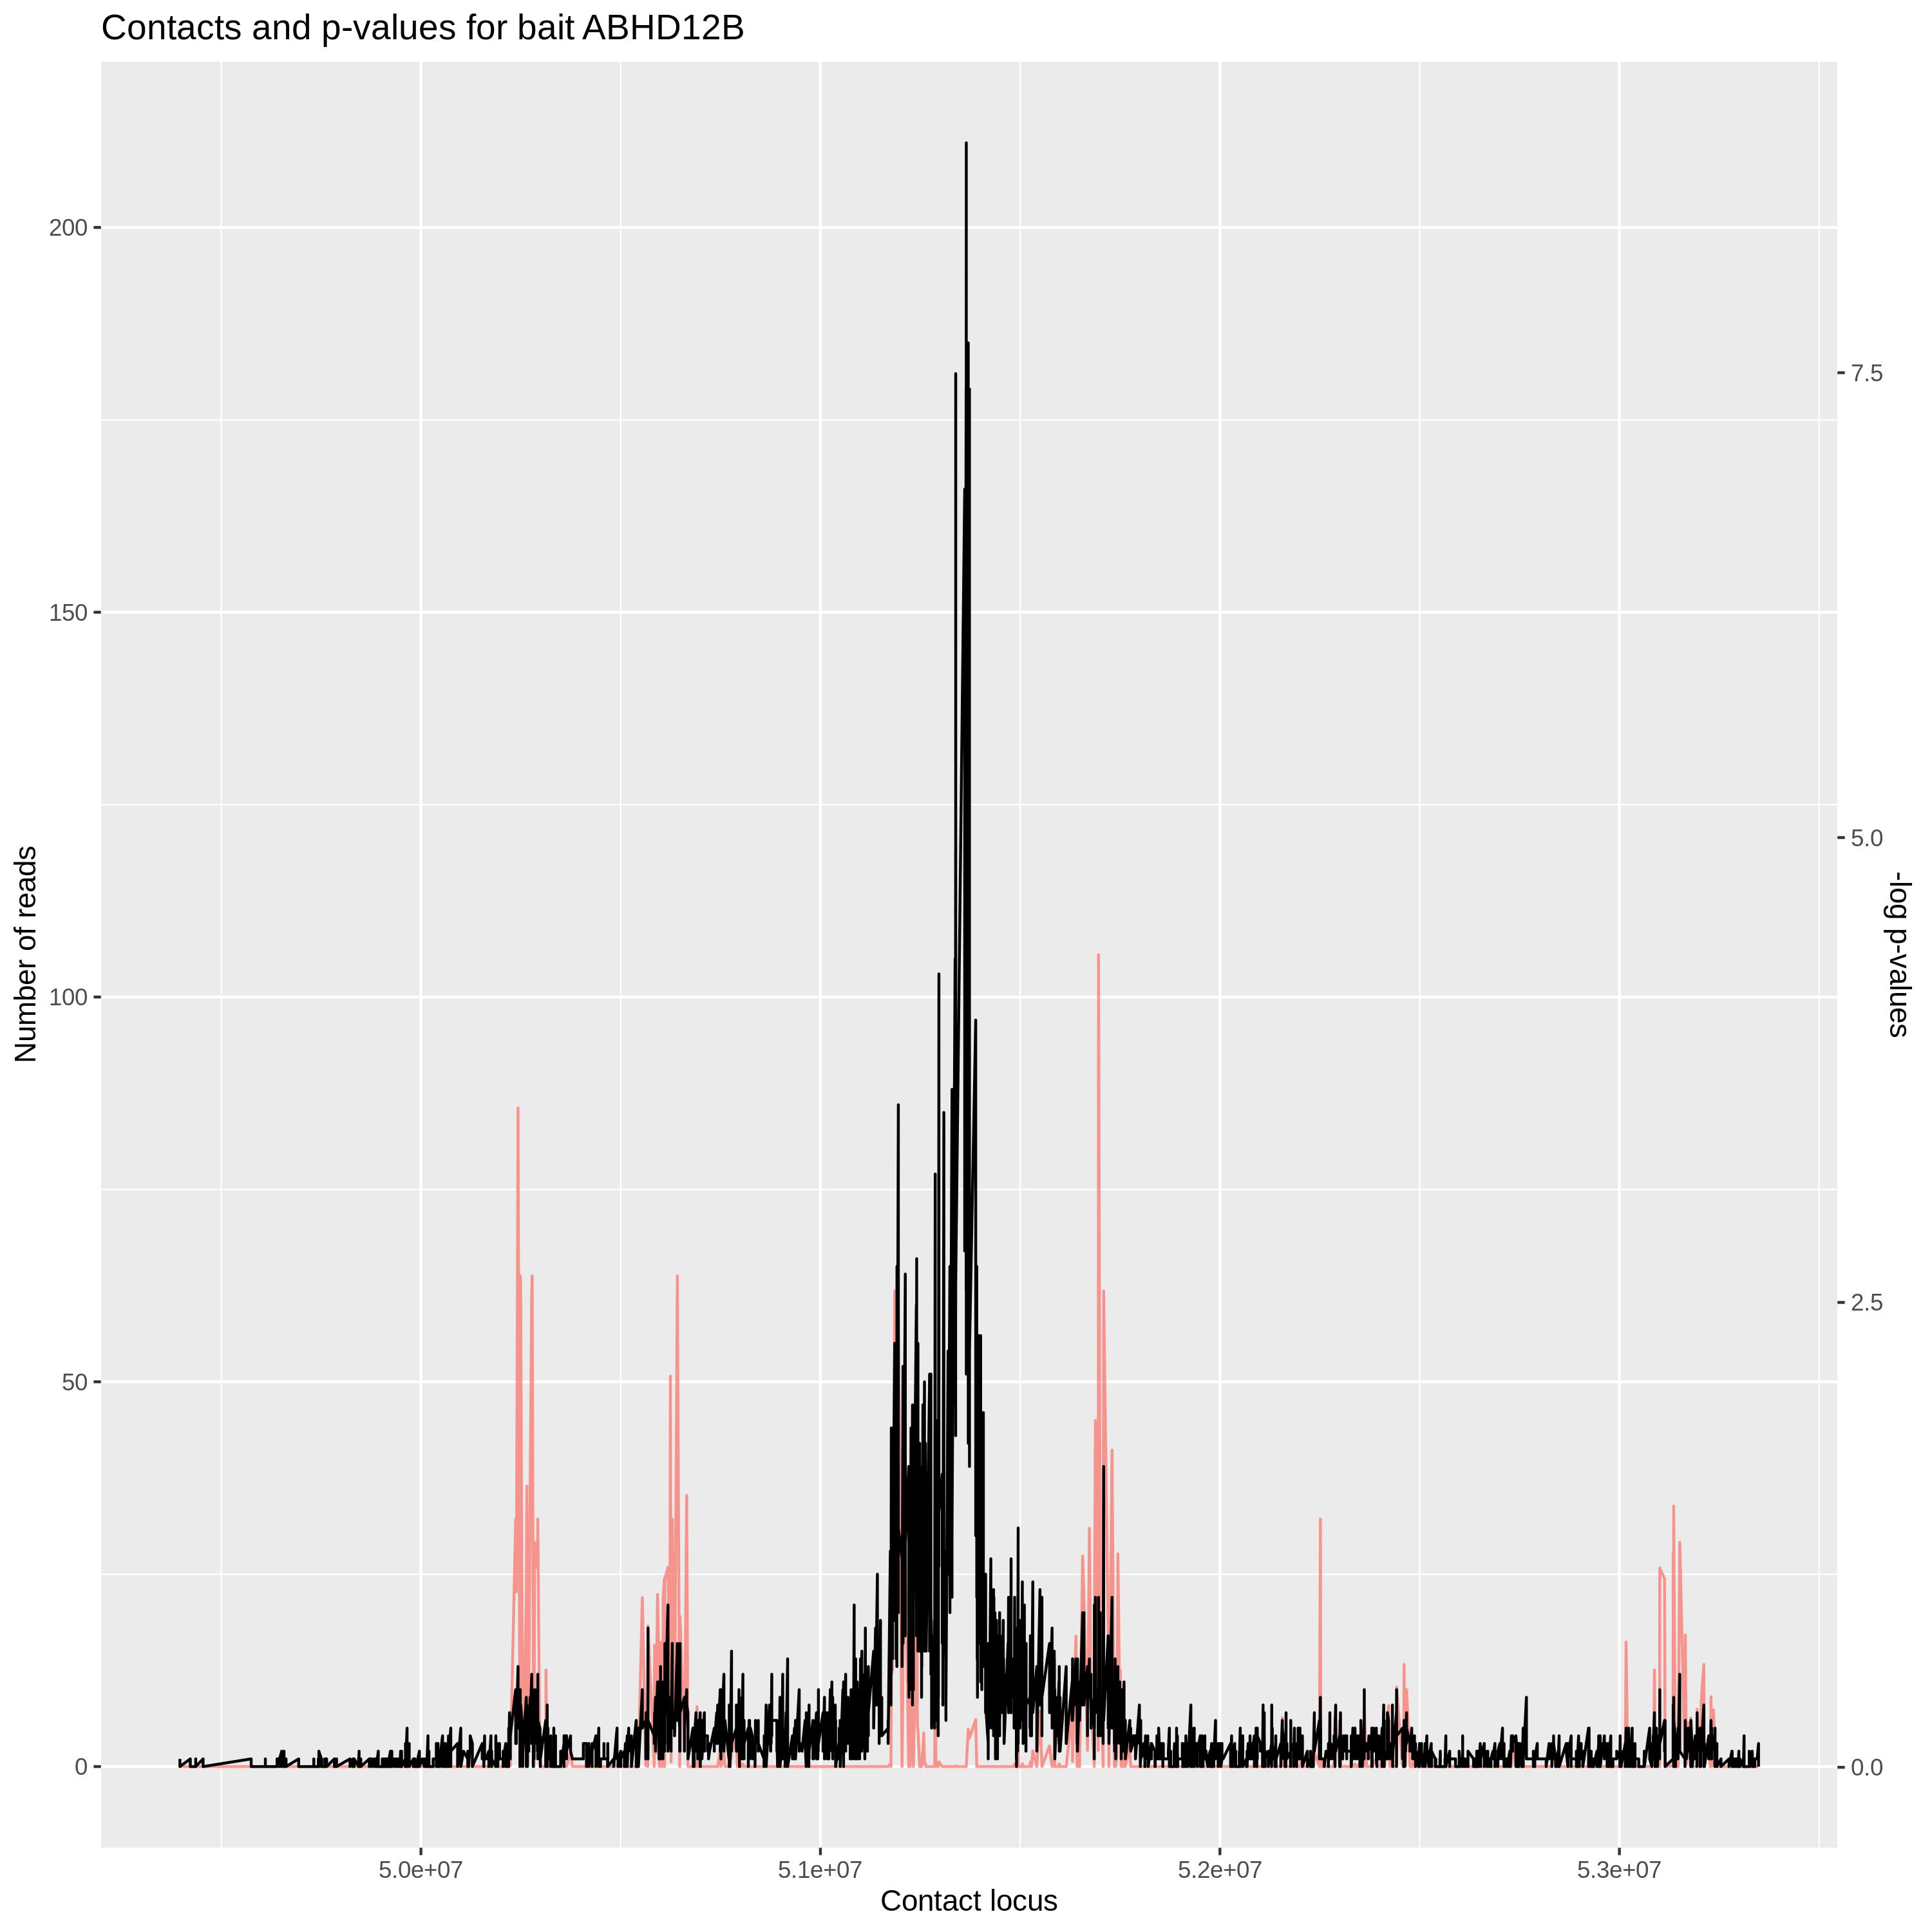 Contacts and p-values for bait ABHD12B
200
150
100
50
0
Number of reads
7.5
5.0
2.5
0.0
-log p-values
5.0e+07
5.1e+07
5.2e+07
5.3e+07
Contact locus